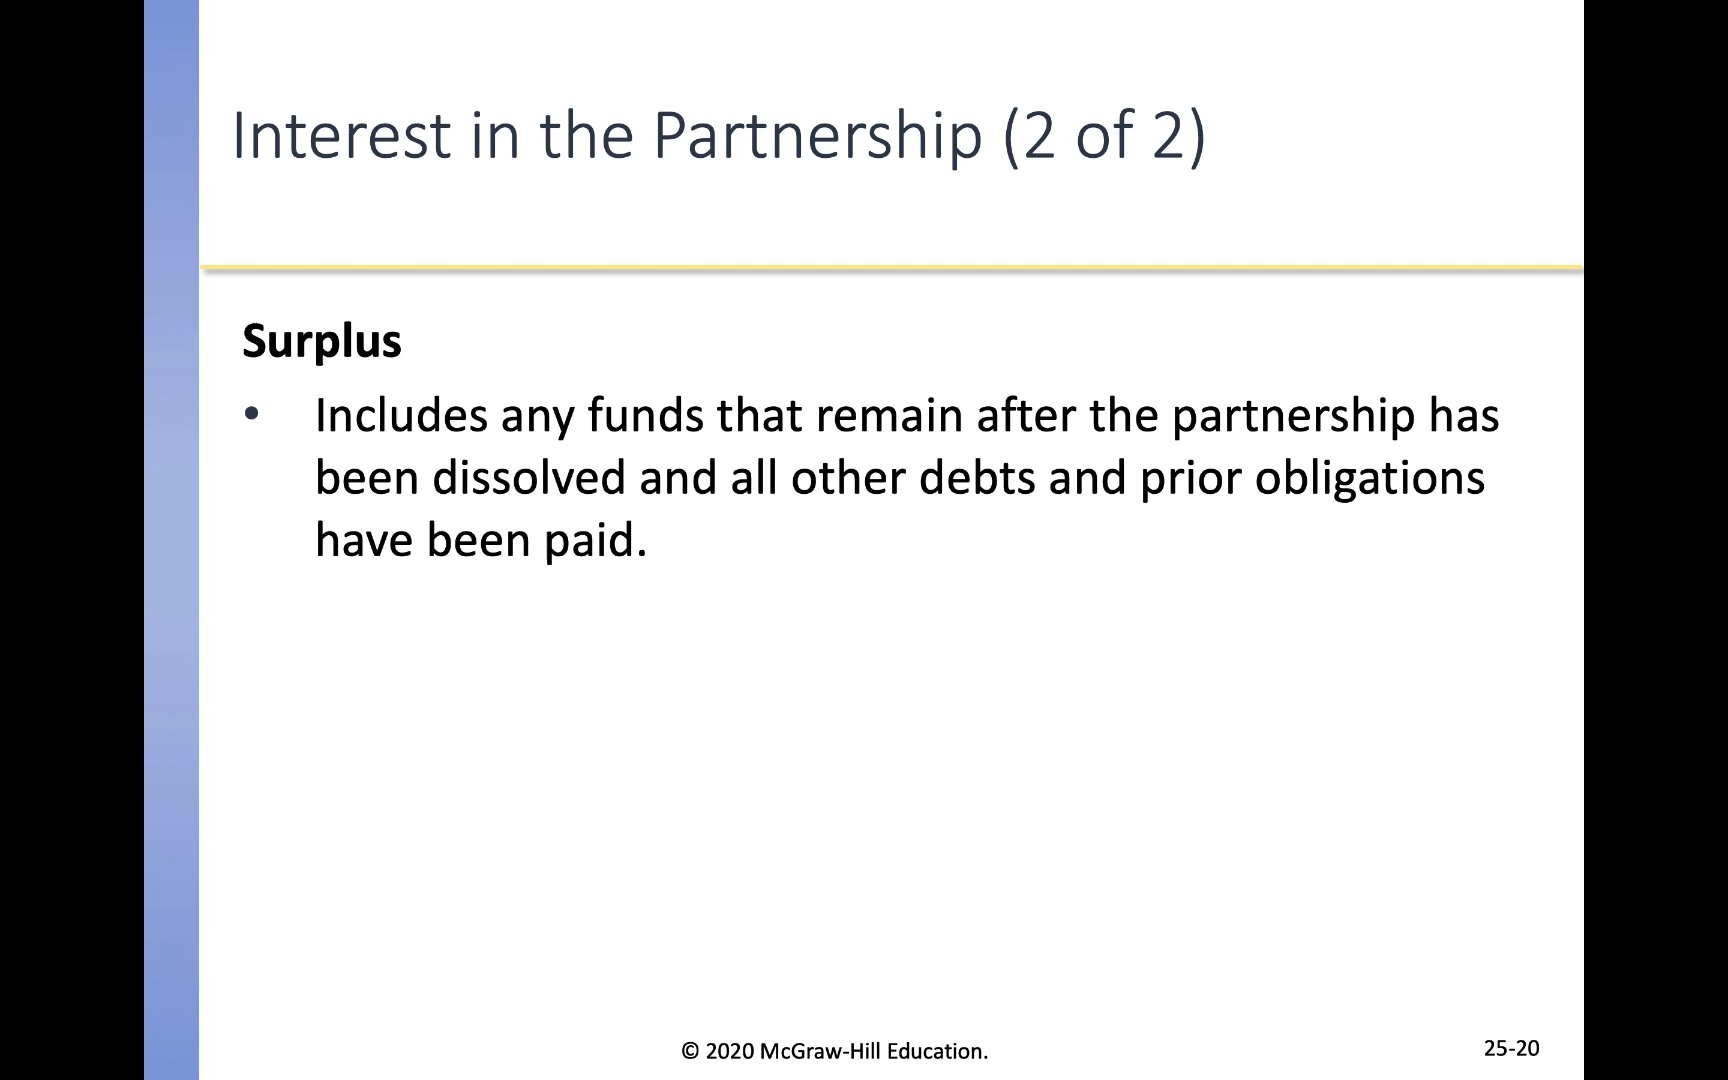 Interest in the Partnership (2 of 2)
Surplus
• Includes any funds that remain after the partnership has
been dissolved and all other debts and prior obligations
have been paid.
© 2020 McGraw-Hill Education.
25-20